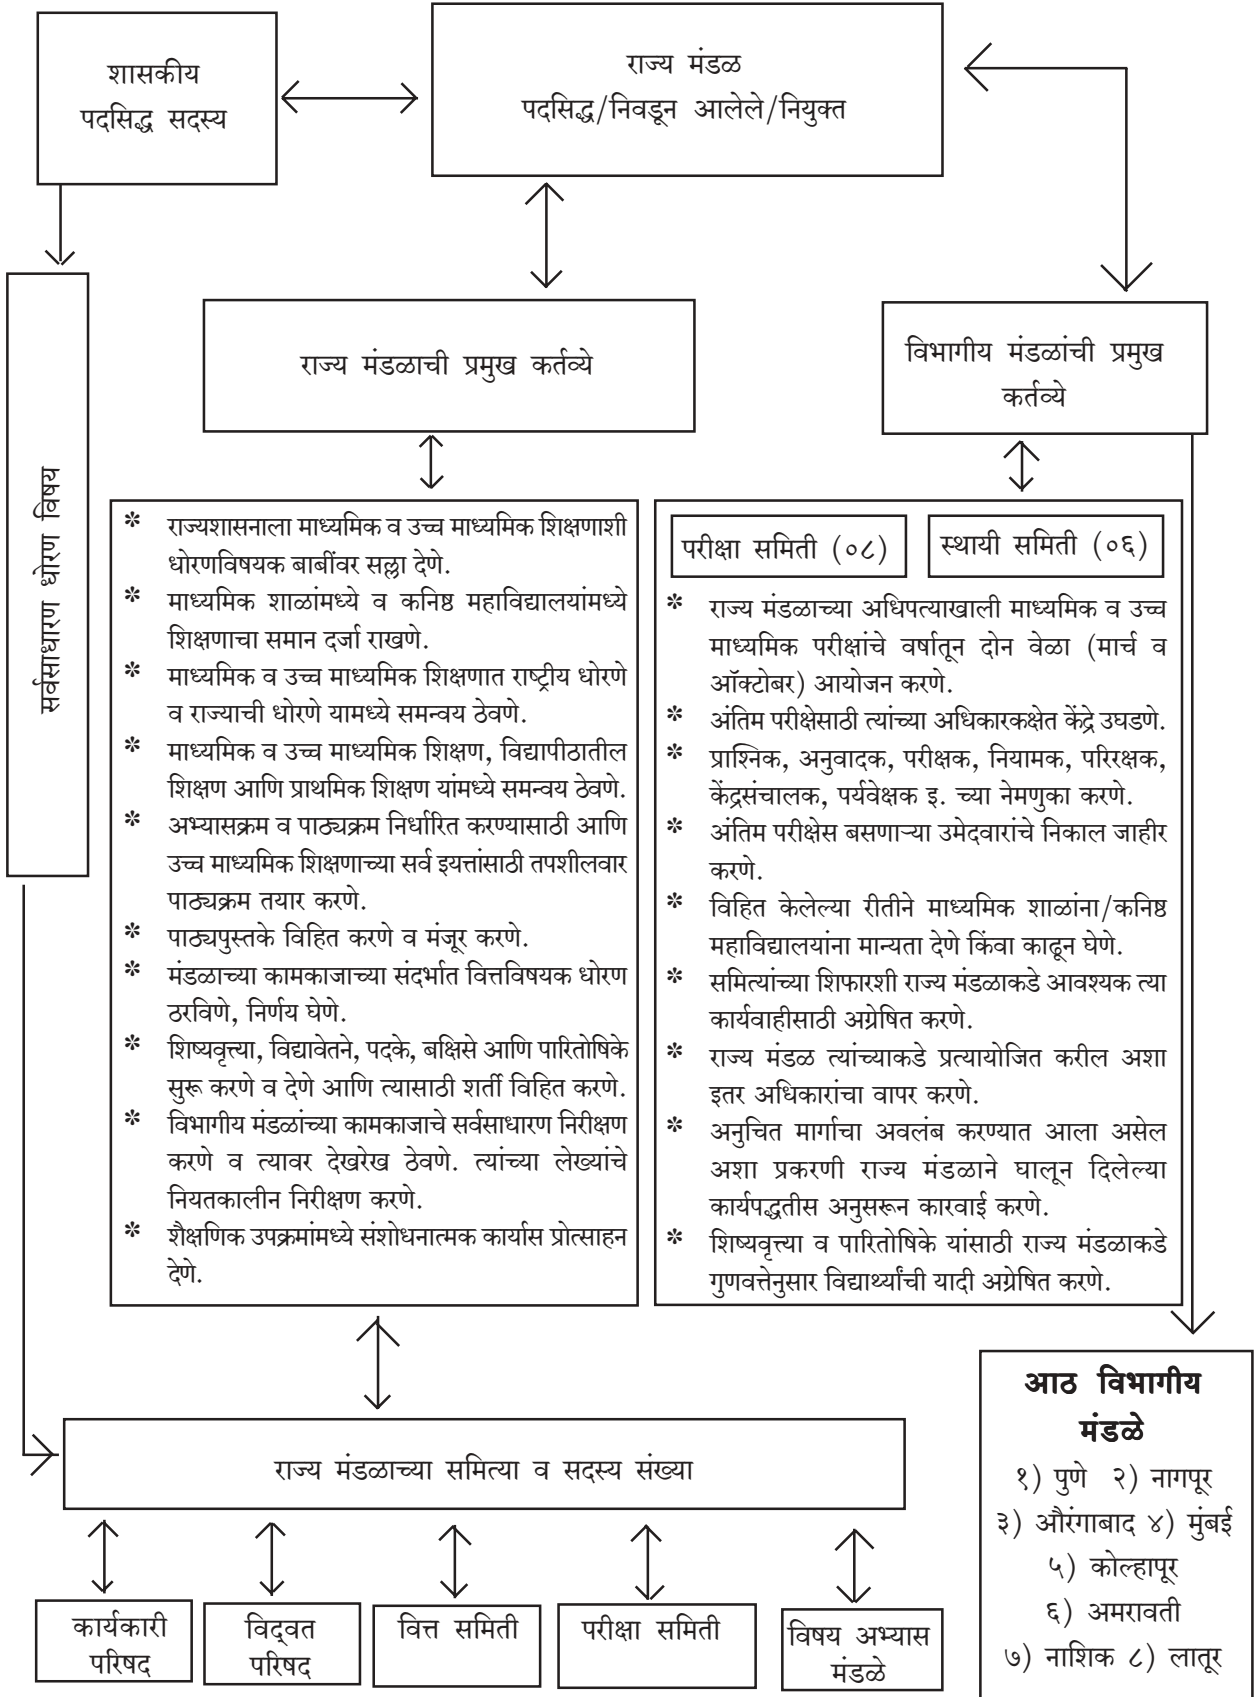 शासकीय
पदसिद्ध सदस्य
राज्य मंडळ
पदसिद्ध/निवडून आलेले/नियुक्त
सर्वसाधारण धोरण विषय
राज्य मंडळाची प्रमुख कर्तव्ये
विभागीय मंडळांची प्रमुख
कर्तव्ये
* राज्यशासनाला माध्यमिक व उच्च माध्यमिक शिक्षणाशी
धोरणविषयक बाबींवर सल्ला देणे.
* माध्यमिक शाळांमध्ये व कनिष्ठ महाविद्यालयांमध्ये
शिक्षणाचा समान दर्जा राखणे.
* माध्यमिक व उच्च माध्यमिक शिक्षणात राष्ट्रीय धोरणे
व राज्याची धोरणे यामध्ये समन्वय ठेवणे.
* माध्यमिक व उच्च माध्यमिक शिक्षण, विद्यापीठातील
शिक्षण आणि प्राथमिक शिक्षण यांमध्ये समन्वय ठेवणे.
* अभ्यासक्रम व पाठ्यक्रम निर्धारित करण्यासाठी आणि
उच्च माध्यमिक शिक्षणाच्या सर्व इयत्तांसाठी तपशीलवार
पाठ्यक्रम तयार करणे.
* पाठ्यपुस्तके विहित करणे व मंजूर करणे.
* मंडळाच्या कामकाजाच्या संदर्भात वित्तविषयक धोरण
ठरविणे, निर्णय घेणे.
* शिष्यवृत्त्या, विद्यावेतने, पदके, बक्षिसे आणि पारितोषिके
सुरू करणे व देणे आणि त्यासाठी शर्ती विहित करणे.
* विभागीय मंडळांच्या कामकाजाचे सर्वसाधारण निरीक्षण
करणे व त्यावर देखरेख ठेवणे. त्यांच्या लेख्यांचे
नियतकालीन निरीक्षण करणे.
* शैक्षणिक उपक्रमांमध्ये संशोधनात्मक कार्यास प्रोत्साहन
देणे.
परीक्षा समिती (०८)
स्थायी समिती (०६)
* राज्य मंडळाच्या अधिपत्याखाली माध्यमिक व उच्च
माध्यमिक परीक्षांचे वर्षातून दोन वेळा (मार्च व
ऑक्टोबर) आयोजन करणे.
* अंतिम परीक्षेसाठी त्यांच्या अधिकारकक्षेत केंद्रे उघडणे.
* प्राश्निक, अनुवादक, परीक्षक, नियामक, परिरक्षक,
केंद्रसंचालक, पर्यवेक्षक इ. च्या नेमणुका करणे.
* अंतिम परीक्षेस बसणाऱ्या उमेदवारांचे निकाल जाहीर
करणे.
* विहित केलेल्या रीतीने माध्यमिक शाळांना/कनिष्ठ
महाविद्यालयांना मान्यता देणे किंवा काढून घेणे.
* समित्यांच्या शिफारशी राज्य मंडळाकडे आवश्यक त्या
कार्यवाहीसाठी अग्रेषित करणे.
* राज्य मंडळ त्यांच्याकडे प्रत्यायोजित करील अशा
इतर अधिकारांचा वापर करणे.
* अनुचित मार्गाचा अवलंब करण्यात आला असेल
अशा प्रकरणी राज्य मंडळाने घालून दिलेल्या
कार्यपद्धतीस अनुसरून कारवाई करणे.
* शिष्यवृत्त्या व पारितोषिके यांसाठी राज्य मंडळाकडे
गुणवत्तेनुसार विद्यार्थ्यांची यादी अग्रेषित करणे.
राज्य मंडळाच्या समित्या व सदस्य संख्या
कार्यकारी
परिषद
विद्वत
परिषद
वित्त समिती
परीक्षा समिती
विषय अभ्यास
मंडळे
आठ विभागीय
मंडळे
१) पुणे २) नागपूर
३) औरंगाबाद ४) मुंबई
५) कोल्हापूर
६) अमरावती
७) नाशिक ८) लातूर